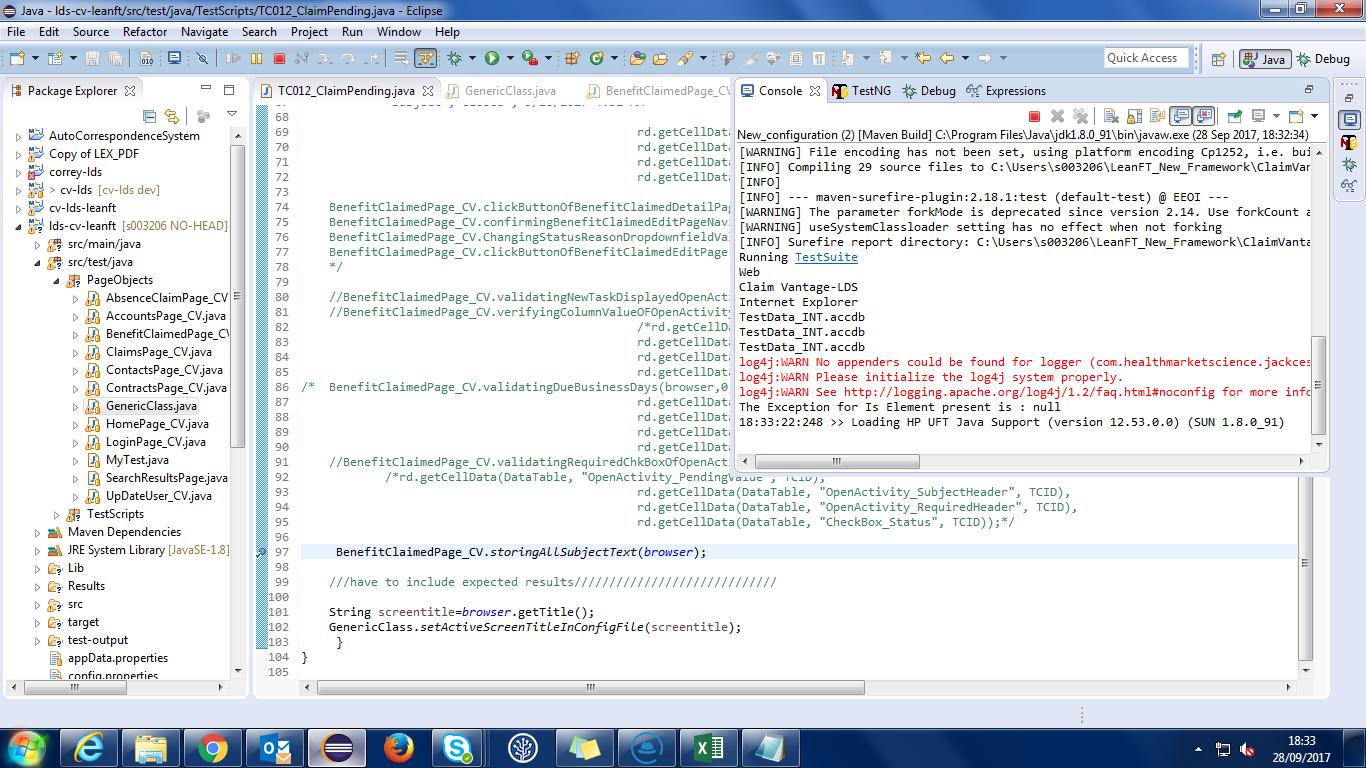 Java - lds-cv-leanft/src/test/java/TestScripts/TC012_ClaimPending.java - Eclipse
File Edit Source Refactor Navigate Search Project Run Window Help
Quick Access
Java
Debug
Package Explorer
AutoCorrespondenceSystem
Copy of LEX_PDF
correy-lds
> cv-lds [cv-lds dev]
cv-lds-leanft
lds-cv-leanft [s003206 NO-HEAD]
src/main/java
src/test/java
PageObjects
AbsenceClaimPage_CV
AccountsPage_CV.java
BenefitClaimedPage_CV
ClaimsPage_CV.java
ContactsPage_CV.java
ContractsPage_CV.java
GenericClass.java
HomePage_CV.java
LoginPage_CV.java
MyTest.java
SearchResultsPage.java
UpDateUser_CV.java
TestScripts
Maven Dependencies
JRE System Library [JavaSE-1.8]
Lib
Results
src
target
test-output
appData.properties
config.properties
TC012_ClaimPending.java
GenericClass.java
BenefitClaimedPage_CV
68
69 rd.getCellDat
70 rd.getCellDat
71 rd.getCellDat
72 rd.getCellDat
73
74 BenefitClaimedPage_CV.clickButtonOfBenefitClaimedDetailPag
75 BenefitClaimedPage_CV.confirmingBenefitClaimedEditPageNavi
76 BenefitClaimedPage_CV.ChangingStatusReasonDropdownfieldVal
77 BenefitClaimedPage_CV.clickButtonOfBenefitClaimedEditPage
78 */
79
80 //BenefitClaimedPage_CV.validatingNewTaskDisplayedOpenActi
81 //BenefitClaimedPage_CV.verifyingColumnValueOFOpenActivity
82 /*rd.getCellDa
83 rd.getCellDat
84 rd.getCellDat
85 rd.getCellDat
86 /* BenefitClaimedPage_CV.validatingDueBusinessDays(browser,0
87 rd.getCellDat
88 rd.getCellDat
89 rd.getCellDat
90 rd.getCellDat
91 //BenefitClaimedPage_CV.validatingRequiredChkBoxOfOpenActi
92 /*rd.getCellData(DataTable, "OpenActivity_PendingValue", TCID),
93 rd.getCellData(DataTable, "OpenActivity_SubjectHeader", TCID),
94 rd.getCellData(DataTable, "OpenActivity_RequiredHeader", TCID),
95 rd.getCellData(DataTable, "CheckBox_Status", TCID));*/
96
97 BenefitClaimedPage_CV.storingAllSubjectText(browser);
98
99 ///have to include expected results/////////////////////////////
100
101 String screentitle=browser.getTitle();
102 GenericClass.setActiveScreenTitleInConfigFile(screentitle);
103 }
104 }
105
Console
TestNG
Debug
Expressions
New_configuration (2) [Maven Build] C:\Program Files\Java\jdk1.8.0_91\bin\javaw.exe (28 Sep 2017, 18:32:34)
[WARNING] File encoding has not been set, using platform encoding Cp1252, i.e. bui
[INFO] Compiling 29 source files to C:\Users\s003206\LeanFT_New_Framework\ClaimVan
[INFO]
[INFO] --- maven-surefire-plugin:2.18.1:test (default-test) @ EEOI ---
[WARNING] The parameter forkMode is deprecated since version 2.14. Use forkCount a
[WARNING] useSystemClassloader setting has no effect when not forking
[INFO] Surefire report directory: C:\Users\s003206\LeanFT_New_Framework\ClaimVanta
Running TestSuite
Web
Claim Vantage-LDS
Internet Explorer
TestData_INT.accdb
TestData_INT.accdb
TestData_INT.accdb
log4j:WARN No appenders could be found for logger (com.healthmarketscience.jackces
log4j:WARN Please initialize the log4j system properly.
log4j:WARN See http://logging.apache.org/log4j/1.2/faq.html#noconfig for more info
The Exception for Is Element present is : null
18:33:22:248 >> Loading HP UFT Java Support (version 12.53.0.0) (SUN 1.8.0_91)
18:33
28/09/2017